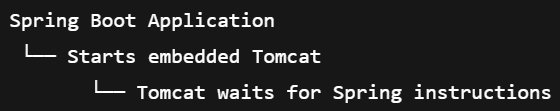 Spring Boot Application
└── Starts embedded Tomcat
└── Tomcat waits for Spring instructions